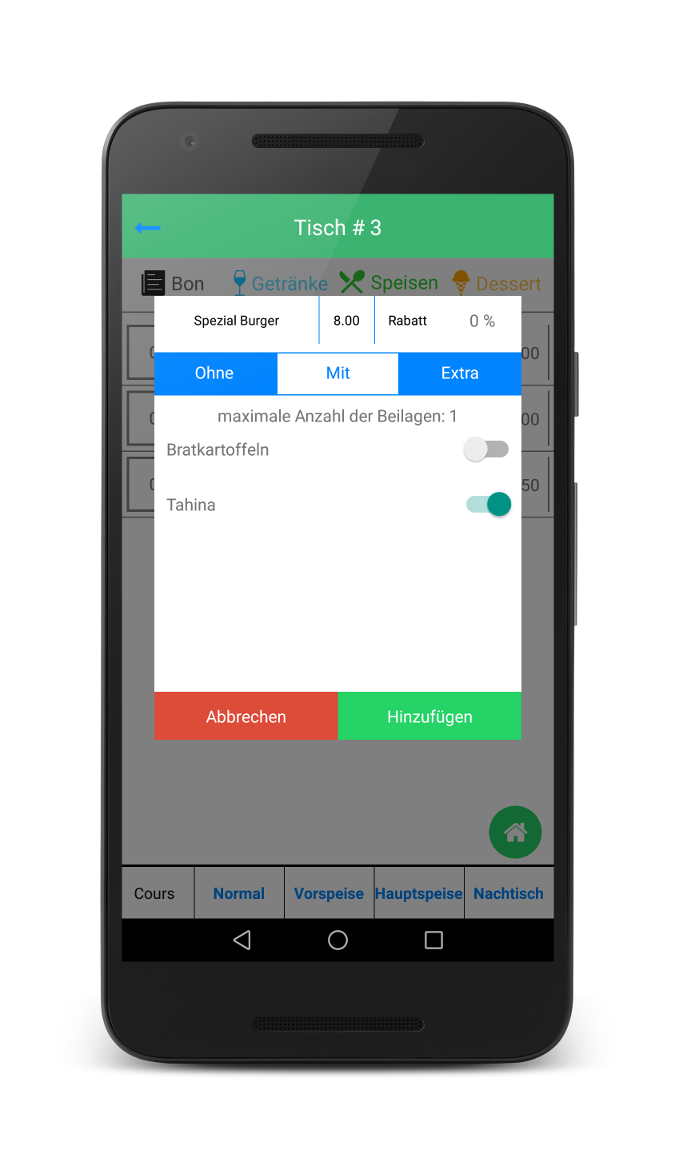 Tisch # 3
Bon Getränke Speisen Dessert
Spezial Burger 8.00 Rabatt 0 %
Ohne Mit Extra
maximale Anzahl der Beilagen: 1
Bratkartoffeln
Tahina
Abbrechen Hinzufügen
Cours Normal Vorspeise Hauptspeise Nachtisch